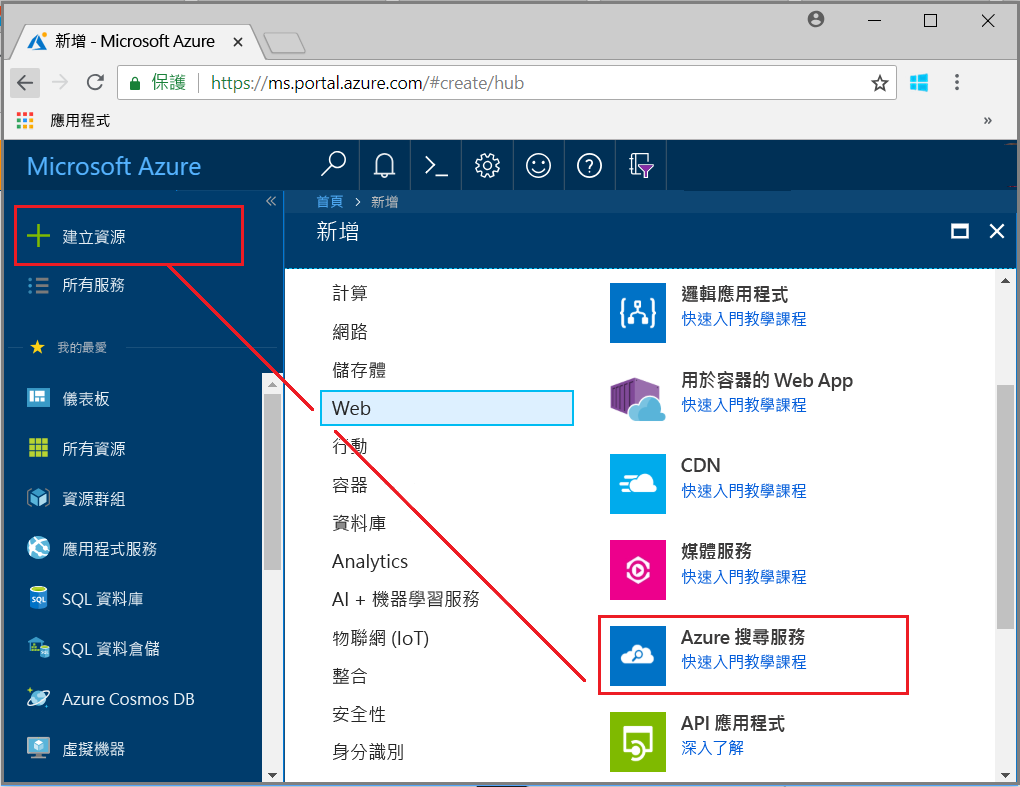 新增 - Microsoft Azure
保護 https://ms.portal.azure.com/#create/hub
應用程式
»
Microsoft Azure
首頁 > 新增
新增
建立資源
所有服務
我的最愛
儀表板
所有資源
資源群組
應用程式服務
SQL 資料庫
SQL 資料倉儲
Azure Cosmos DB
虛擬機器
計算
網路
儲存體
Web
行動
容器
資料庫
Analytics
AI + 機器學習服務
物聯網 (IoT)
整合
安全性
身分識別
邏輯應用程式
快速入門教學課程
用於容器的 Web App
快速入門教學課程
CDN
快速入門教學課程
媒體服務
快速入門教學課程
Azure 搜尋服務
快速入門教學課程
API 應用程式
深入了解